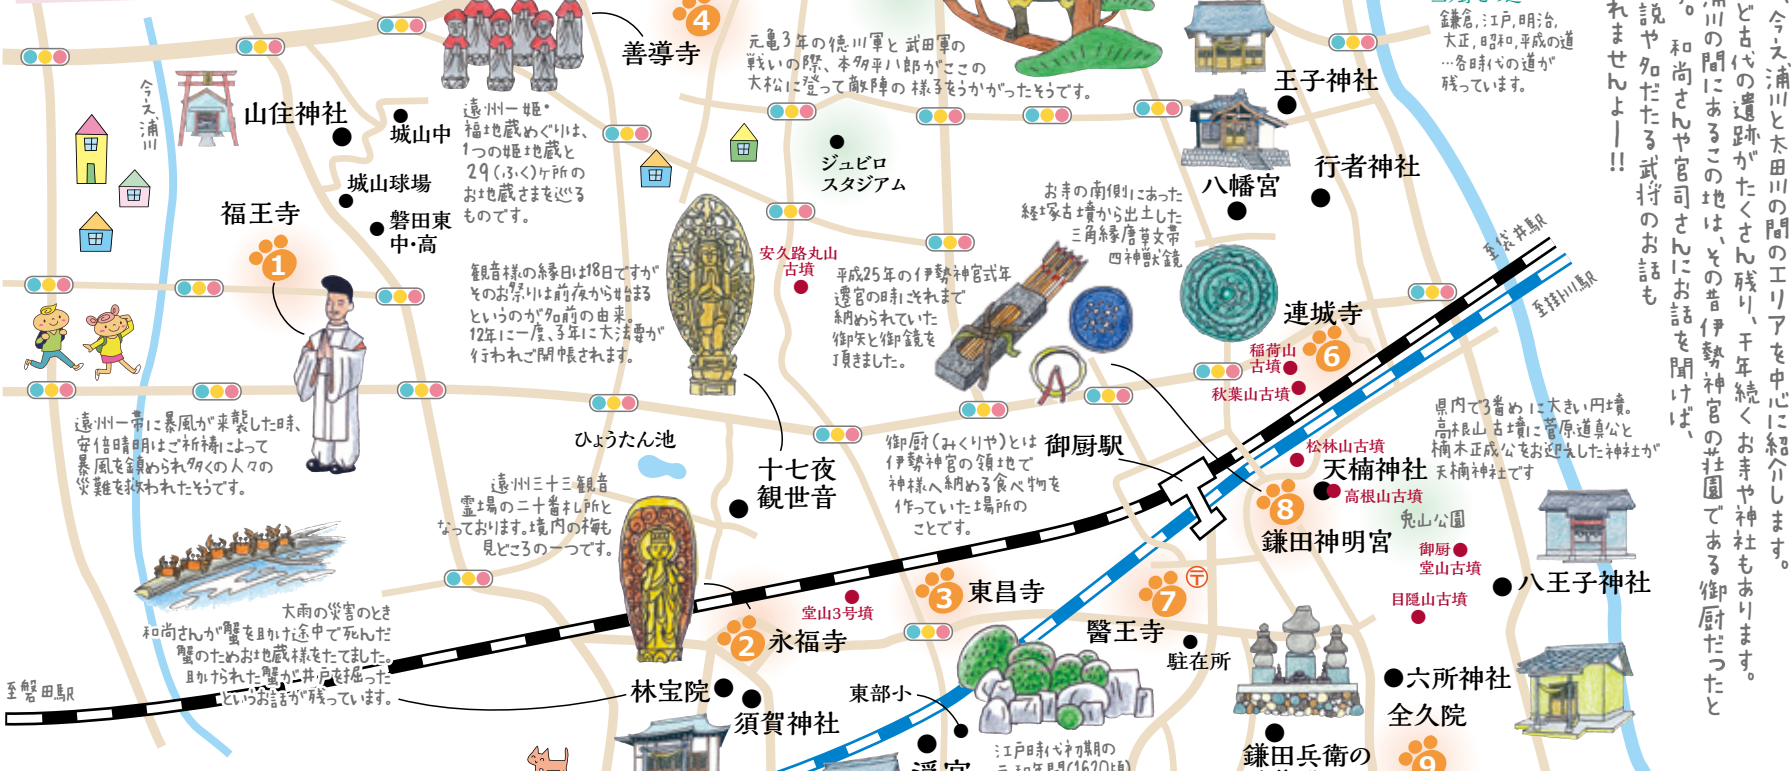 今え浦川と太田川の間のエリアを中心に紹介します。
ど古代の遺跡がたくさん残り、千年続くお寺や神社もあります。
浦川の間にあるこの地は、その昔伊勢神宮の荘園である御厨だったと
。和尚さんや宮司さんにお話を聞けば、
説や名だたる武将のお話も
れませんよー!!
鎌倉,江戸,明治,
大正,昭和,平成の道
…各時代の道が
残っています。
4
善導寺
元亀3年の徳川軍と武田軍の
戦いの際、本多平八郎がここの
大松に登って敵陣の様子をうかがったそうです。
王子神社
今え浦川
山住神社
城山中
遠州一姫・
福地蔵めぐりは、
1つの姫地蔵と
29(ふく)ヶ所の
お地蔵さまを巡る
ものです。
ジュビロ
スタジアム
八幡宮
行者神社
城山球場
磐田東
中・高
福王寺
1
お寺の南側にあった
経塚古墳から出土した
三角縁唐草文帯
四神獣鏡
至袋井駅
至掛川駅
安久路丸山
古墳
観音様の縁日は18日ですが
そのお祭りは前夜から始まる
というのが名前の由来。
12年に一度、子年に大法要が
行われご開帳されます。
平成25年の伊勢神宮式年
遷宮の時にそれまで
納められていた
御矢と御鏡を
頂きました。
連城寺
6
稲荷山
古墳
秋葉山古墳
遠州一帯に暴風が来襲した時、
安倍晴明はご祈祷によって
暴風を鎮められ多くの人々の
災難を救われたそうです。
ひょうたん池
十七夜
観世音
御厨(みくりや)とは
伊勢神宮の領地で
神様へ納める食べ物を
作っていた場所の
ことです。
御厨駅
県内で3番めに大きい円墳。
高根山古墳に菅原道真公と
楠木正成公をお迎えした神社が
天楠神社です
松林山古墳
天楠神社
高根山古墳
8
鎌田神明宮
兎山公園
御厨
堂山古墳
八王子神社
目隠山古墳
遠州三十三観音
霊場の二十番札所と
なっております。境内の梅も
見どころの一つです。
大雨の災害のとき
和尚さんが蟹を助け途中で死んだ
蟹のためお地蔵様をたてました。
助けられた蟹が井戸を掘った
というお話が残っています。
至磐田駅
堂山3号墳
3
東昌寺
2
永福寺
7
〒
醫王寺
駐在所
林宝院
須賀神社
東部小
六所神社
全久院
9
鎌田兵衛の
江戸時代初期の
元和年間(1620頃)